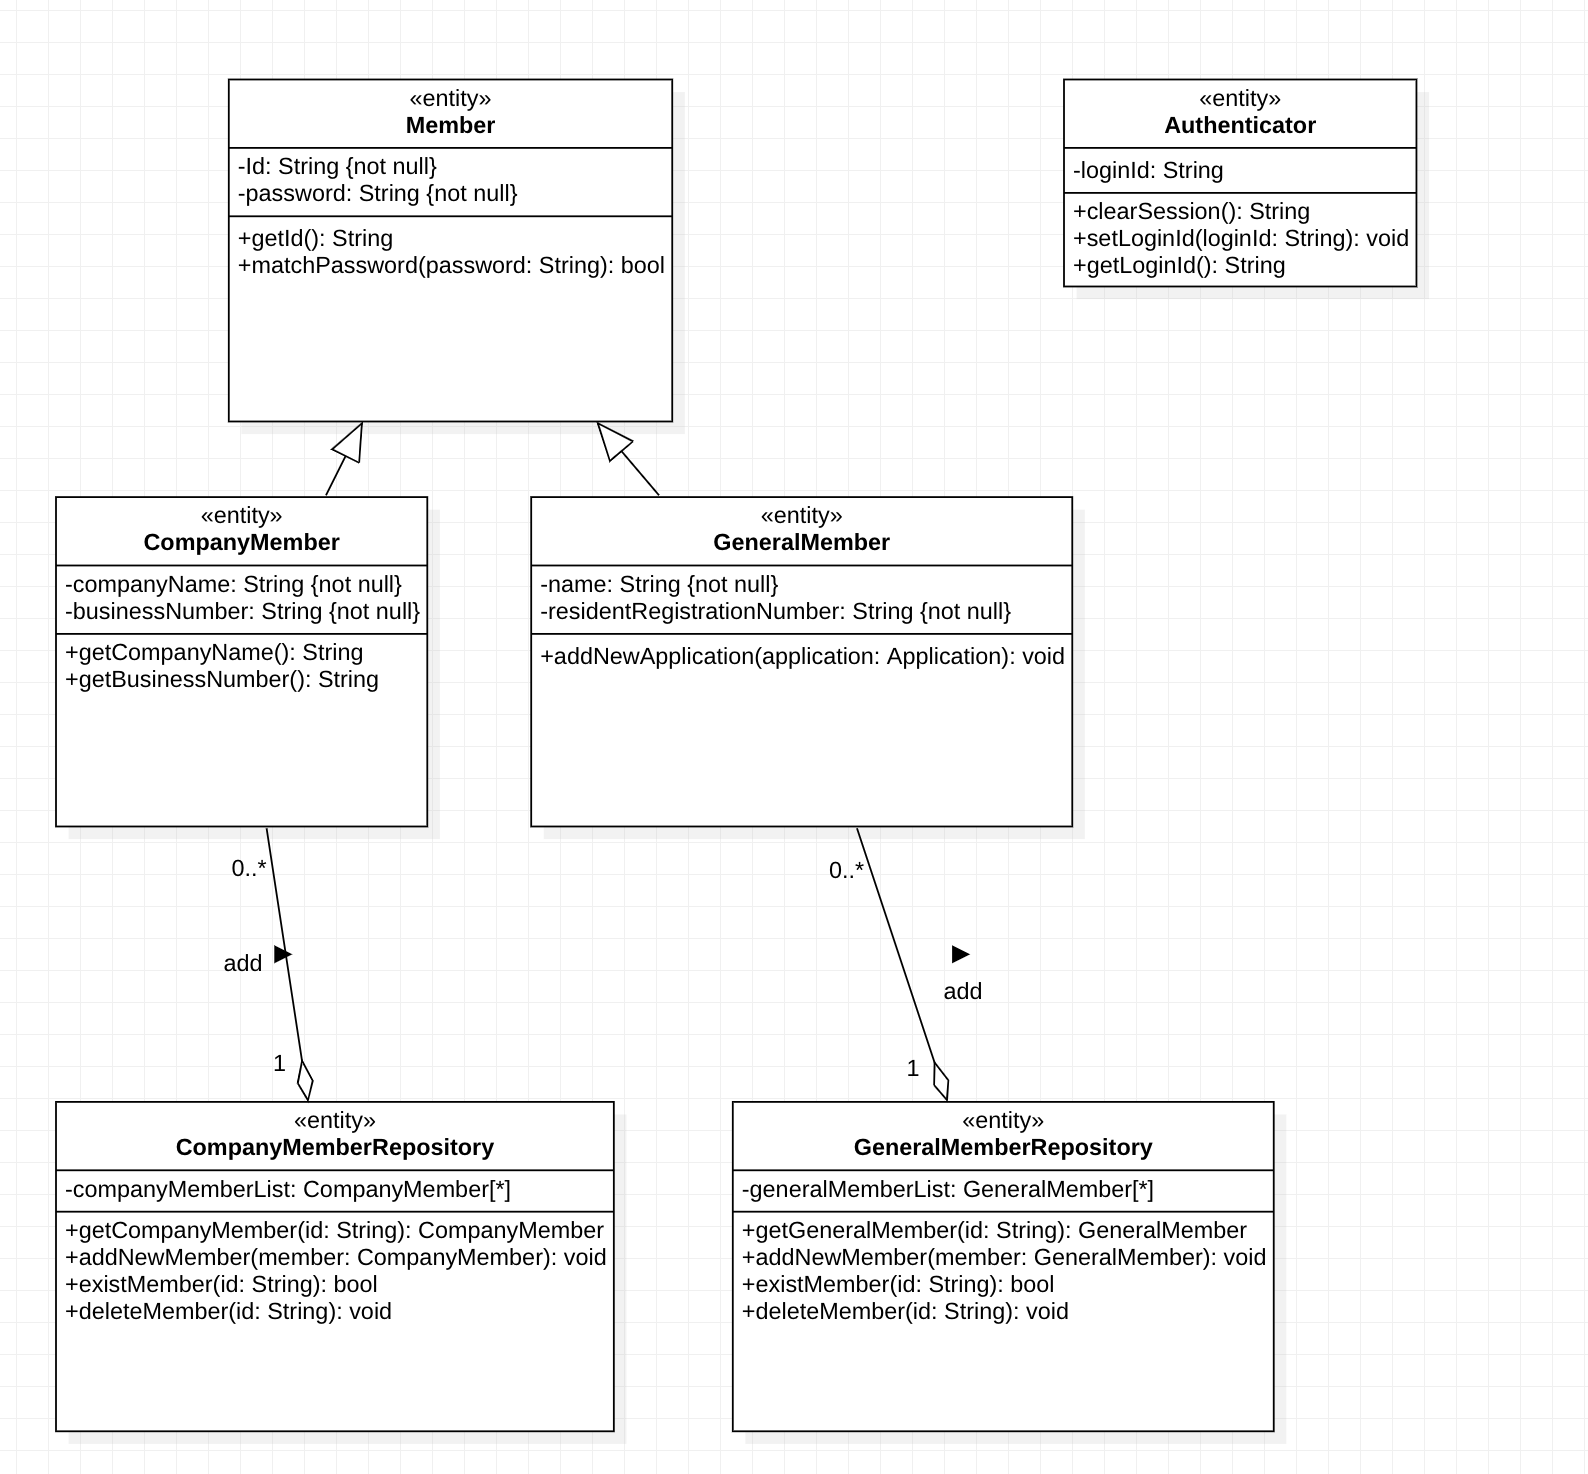 «entity»
Member
-Id: String {not null}
-password: String {not null}
+getId(): String
+matchPassword(password: String): bool
«entity»
Authenticator
-loginId: String
+clearSession(): String
+setLoginId(loginId: String): void
+getLoginId(): String
«entity»
CompanyMember
-companyName: String {not null}
-businessNumber: String {not null}
+getCompanyName(): String
+getBusinessNumber(): String
«entity»
GeneralMember
-name: String {not null}
-residentRegistrationNumber: String {not null}
+addNewApplication(application: Application): void
0..*
add
1
0..*
add
1
«entity»
CompanyMemberRepository
-companyMemberList: CompanyMember[*]
+getCompanyMember(id: String): CompanyMember
+addNewMember(member: CompanyMember): void
+existMember(id: String): bool
+deleteMember(id: String): void
«entity»
GeneralMemberRepository
-generalMemberList: GeneralMember[*]
+getGeneralMember(id: String): GeneralMember
+addNewMember(member: GeneralMember): void
+existMember(id: String): bool
+deleteMember(id: String): void